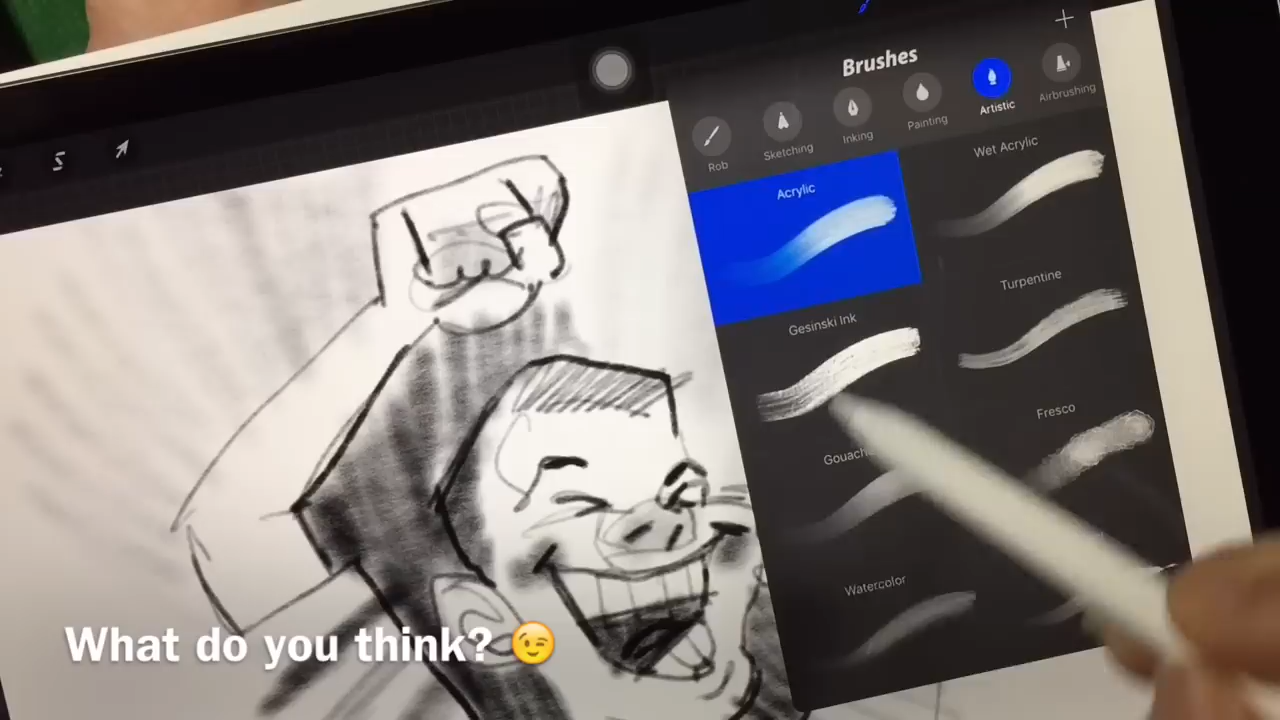 Brushes
Rob
Sketching
Inking
Painting
Artistic
Airbrushing
Acrylic
Wet Acrylic
Gesinski Ink
Turpentine
Fresco
Watercolor
What do you think? 😉